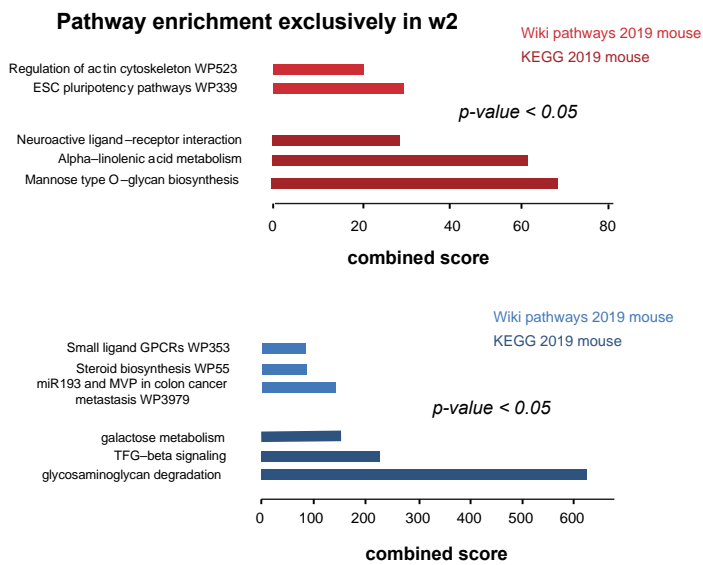 Pathway enrichment exclusively in w2
Wiki pathways 2019 mouse
KEGG 2019 mouse
Regulation of actin cytoskeleton WP523
ESC pluripotency pathways WP339
p-value < 0.05
Neuroactive ligand–receptor interaction
Alpha–linolenic acid metabolism
Mannose type O–glycan biosynthesis
0 20 40 60 80
combined score
Wiki pathways 2019 mouse
KEGG 2019 mouse
Small ligand GPCRs WP353
Steroid biosynthesis WP55
miR193 and MVP in colon cancer
metastasis WP3979
p-value < 0.05
galactose metabolism
TFG–beta signaling
glycosaminoglycan degradation
0 100 200 300 400 500 600
combined score